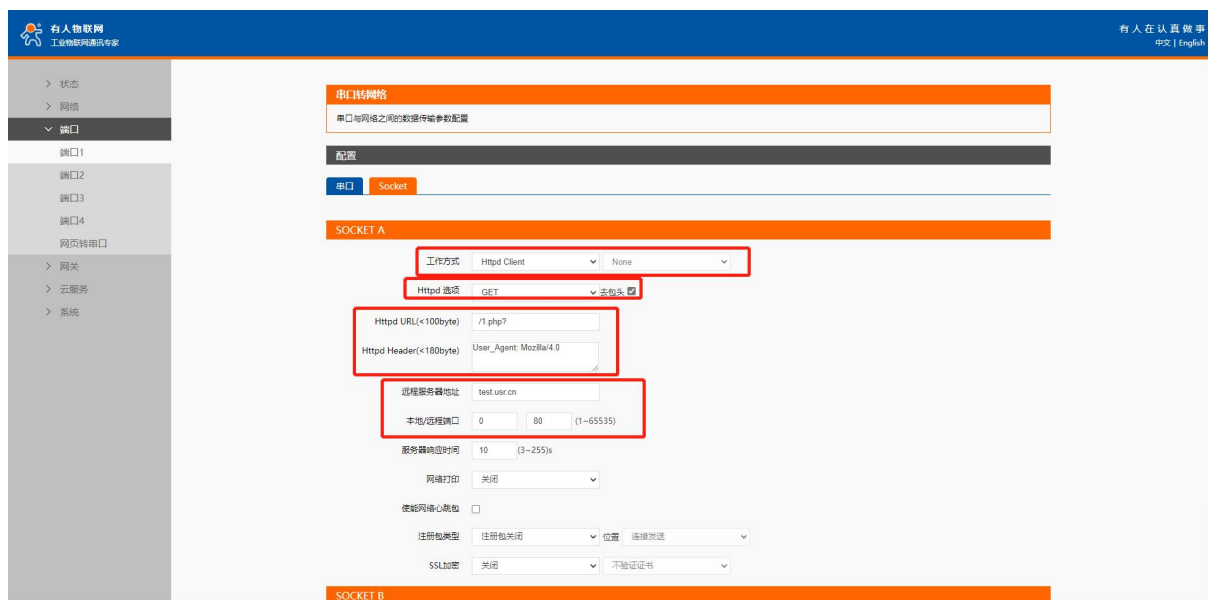 有人物联网
工业物联网通讯专家
有人在认真做事
中文 | English
状态
网络
端口
端口1
端口2
端口3
端口4
网页转串口
网关
云服务
系统
串口转网络
串口与网络之间的数据传输参数配置
配置
串口 Socket
SOCKET A
工作方式 Httpd Client None
Httpd 选项 GET 去包头
Httpd URL(<100byte) /1.php?
Httpd Header(<180byte) User_Agent: Mozilla/4.0
远程服务器地址 test.usr.cn
本地/远程端口 0 80 (1~65535)
服务器响应时间 10 (3~255)s
网络打印 关闭
使能网络心跳包
注册包类型 注册包关闭 位置 连接发送
SSL加密 关闭 不验证证书
SOCKET B